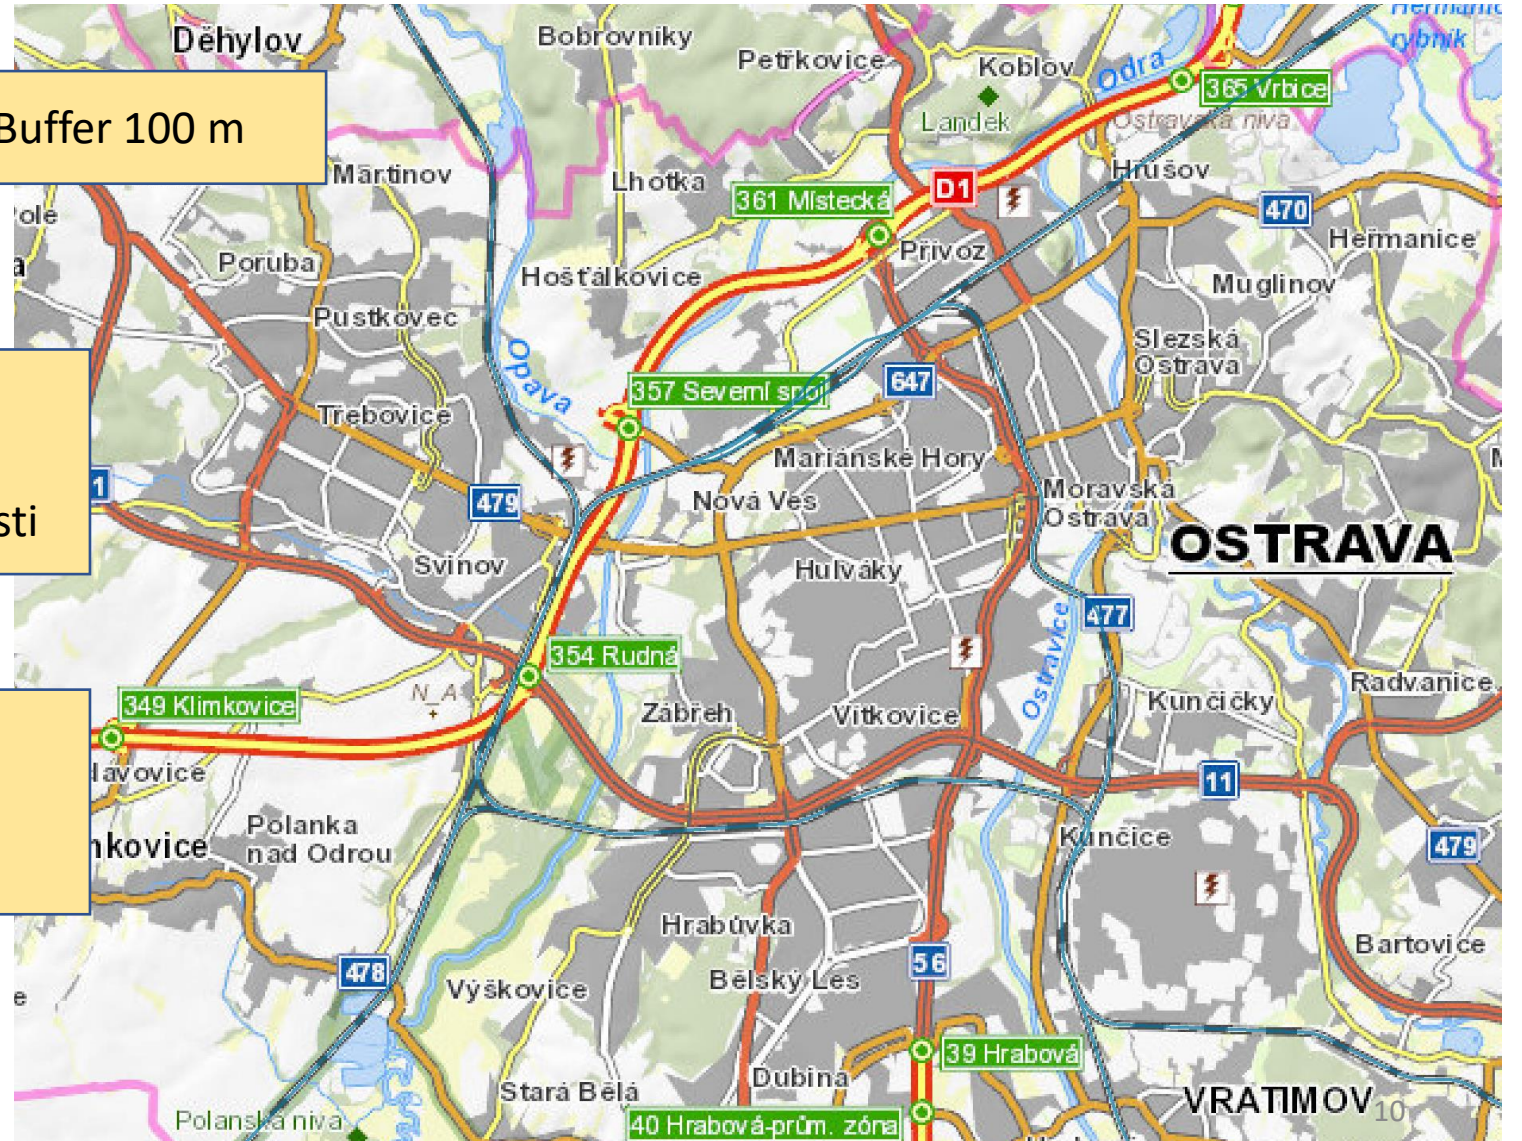 Děhylov
Bobrovníky
Petřkovice
Koblov
Odra
rybník
365 Vrbice
Landek
Ostravská niva
Buffer 100 m
Martinov
Lhotka
361 Místecká
D1
Hrušov
470
Heřmanice
Poruba
Hošťálkovice
Přívoz
Muglinov
Pustkovec
Opava
Slezská
Ostrava
357 Severní spoj
647
Třebovice
Mariánské Hory
1
479
Nová Ves
Moravská
Ostrava
OSTRAVA
sti
Svinov
Hulváky
Ostravice
477
354 Rudná
N_A
349 Klimkovice
Zábřeh
Vítkovice
Kunčičky
Radvanice
11
Polanka
nad Odrou
Kunčice
479
Hrabůvka
Bartovice
478
Výškovice
Bělský Les
56
39 Hrabová
Stará Bělá
Dubina
VRATIMOV
10
Polanská niva
40 Hrabová-prům. zóna